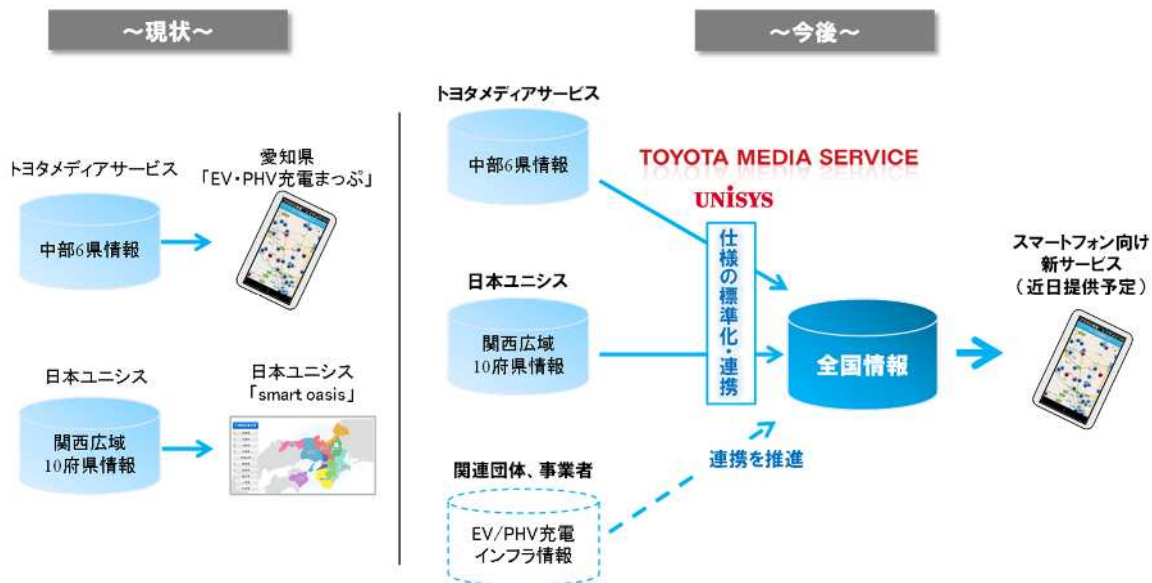 ～現状～
トヨタメディアサービス
中部6県情報
愛知県
「EV・PHV充電まっぷ」
日本ユニシス
関西広域
10府県情報
日本ユニシス
「smart oasis」
～今後～
トヨタメディアサービス
中部6県情報
TOYOTA MEDIA SERVICE
UNiSYS
日本ユニシス
関西広域
10府県情報
仕様の標準化・連携
全国情報
スマートフォン向け
新サービス
（近日提供予定）
関連団体、事業者
EV/PHV充電
インフラ情報
連携を推進